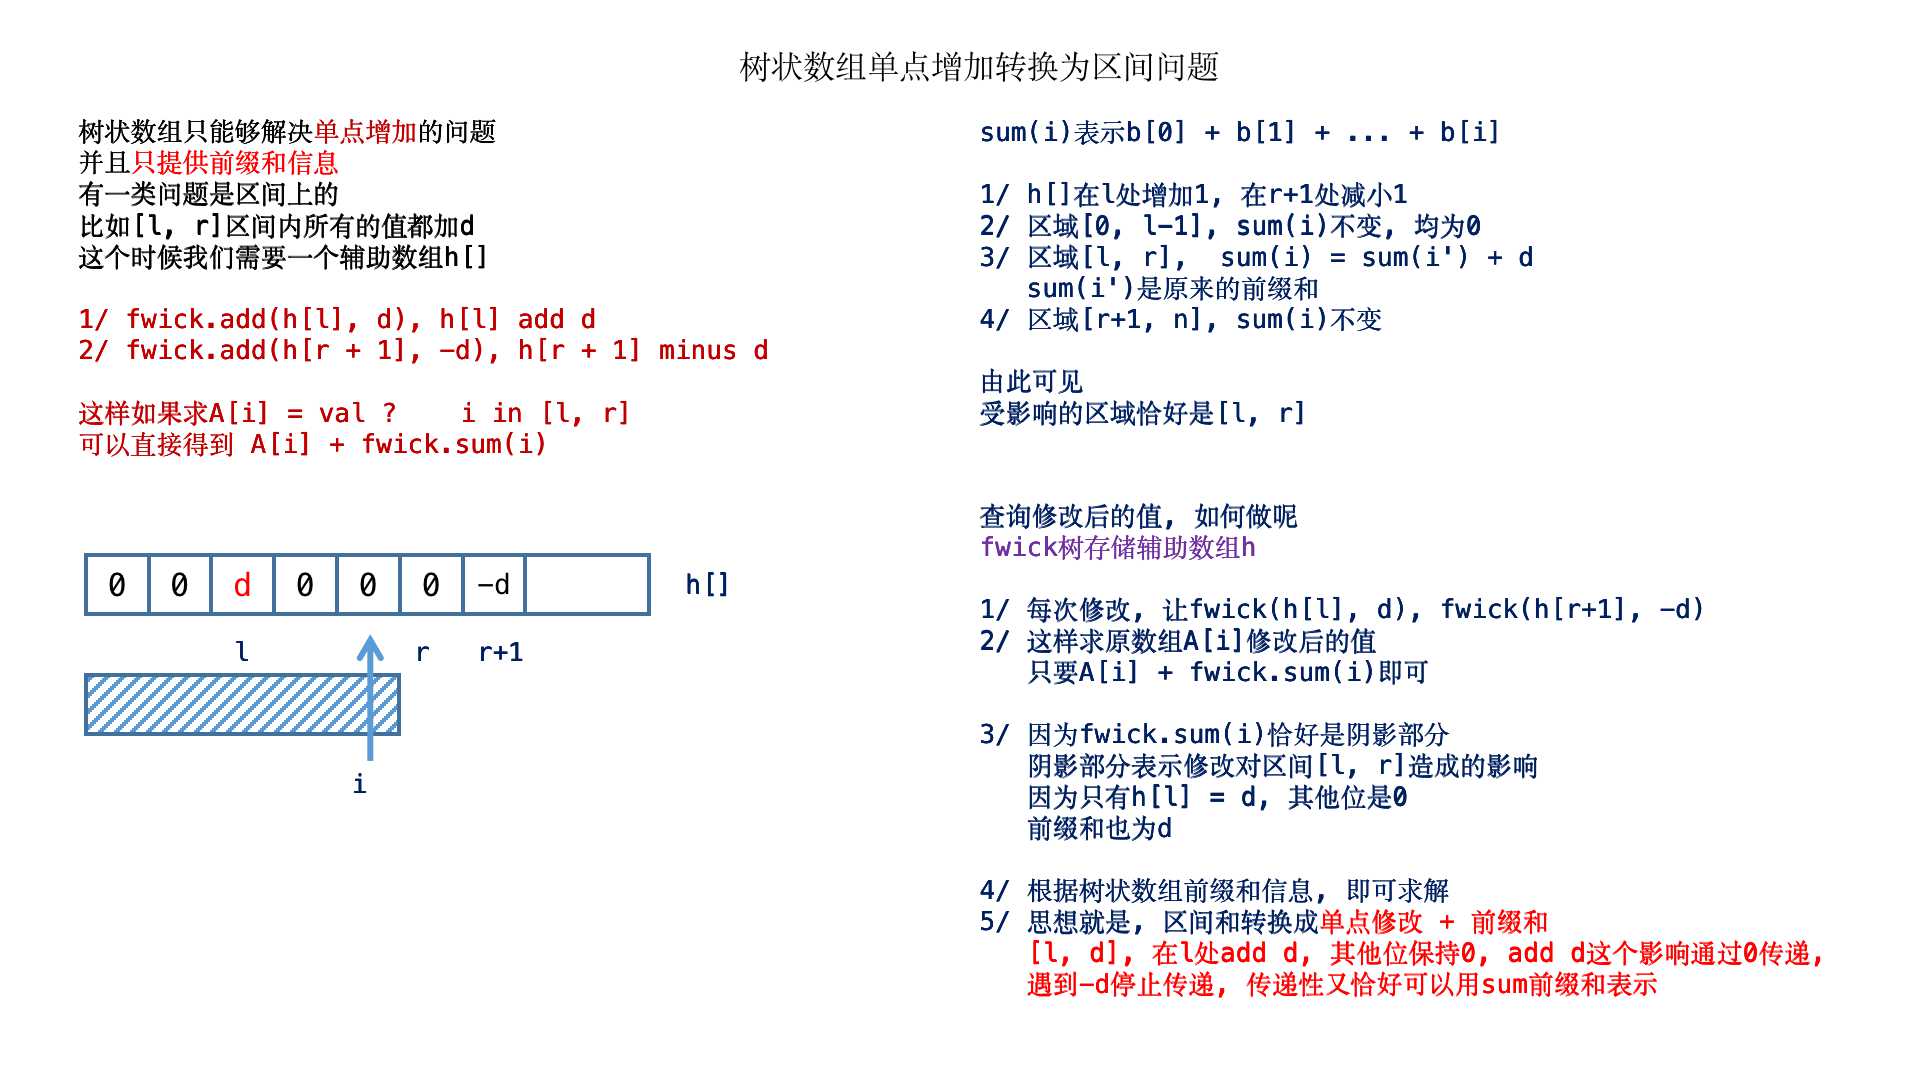 树状数组单点增加转换为区间问题
树状数组只能够解决单点增加的问题
并且只提供前缀和信息
有一类问题是区间上的
比如[l, r]区间内所有的值都加d
这个时候我们需要一个辅助数组h[]
1/ fwick.add(h[l], d), h[l] add d
2/ fwick.add(h[r + 1], -d), h[r + 1] minus d
这样如果求A[i] = val ? i in [l, r]
可以直接得到 A[i] + fwick.sum(i)
0 0 d 0 0 0 -d h[]
l r r+1
i
sum(i)表示b[0] + b[1] + ... + b[i]
1/ h[]在l处增加1, 在r+1处减小1
2/ 区域[0, l-1], sum(i)不变, 均为0
3/ 区域[l, r], sum(i) = sum(i') + d
sum(i')是原来的前缀和
4/ 区域[r+1, n], sum(i)不变
由此可见
受影响的区域恰好是[l, r]
查询修改后的值, 如何做呢
fwick树存储辅助数组h
1/ 每次修改, 让fwick(h[l], d), fwick(h[r+1], -d)
2/ 这样求原数组A[i]修改后的值
只要A[i] + fwick.sum(i)即可
3/ 因为fwick.sum(i)恰好是阴影部分
阴影部分表示修改对区间[l, r]造成的影响
因为只有h[l] = d, 其他位是0
前缀和也为d
4/ 根据树状数组前缀和信息, 即可求解
5/ 思想就是, 区间和转换成单点修改 + 前缀和
[l, d], 在l处add d, 其他位保持0, add d这个影响通过0传递,
遇到-d停止传递, 传递性又恰好可以用sum前缀和表示